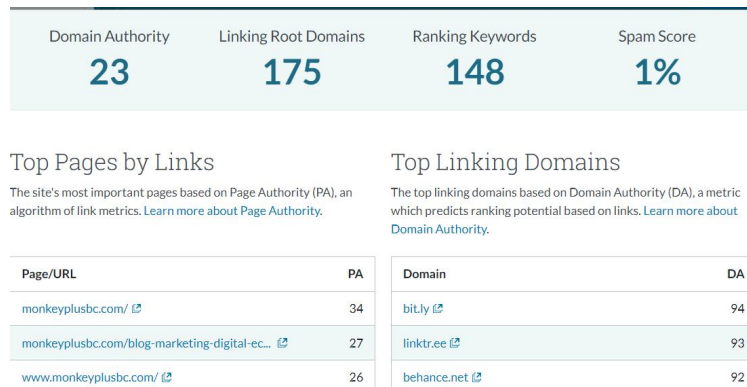 Domain Authority Linking Root Domains Ranking Keywords Spam Score
23 175 148 1%
Top Pages by Links
The site's most important pages based on Page Authority (PA), an
algorithm of link metrics. Learn more about Page Authority.
Page/URL PA
monkeyplusbc.com/ 34
monkeyplusbc.com/blog-marketing-digital-ec... 27
www.monkeyplusbc.com/ 26
Top Linking Domains
The top linking domains based on Domain Authority (DA), a metric
which predicts ranking potential based on links. Learn more about
Domain Authority.
Domain DA
bit.ly 94
linktr.ee 93
behance.net 92